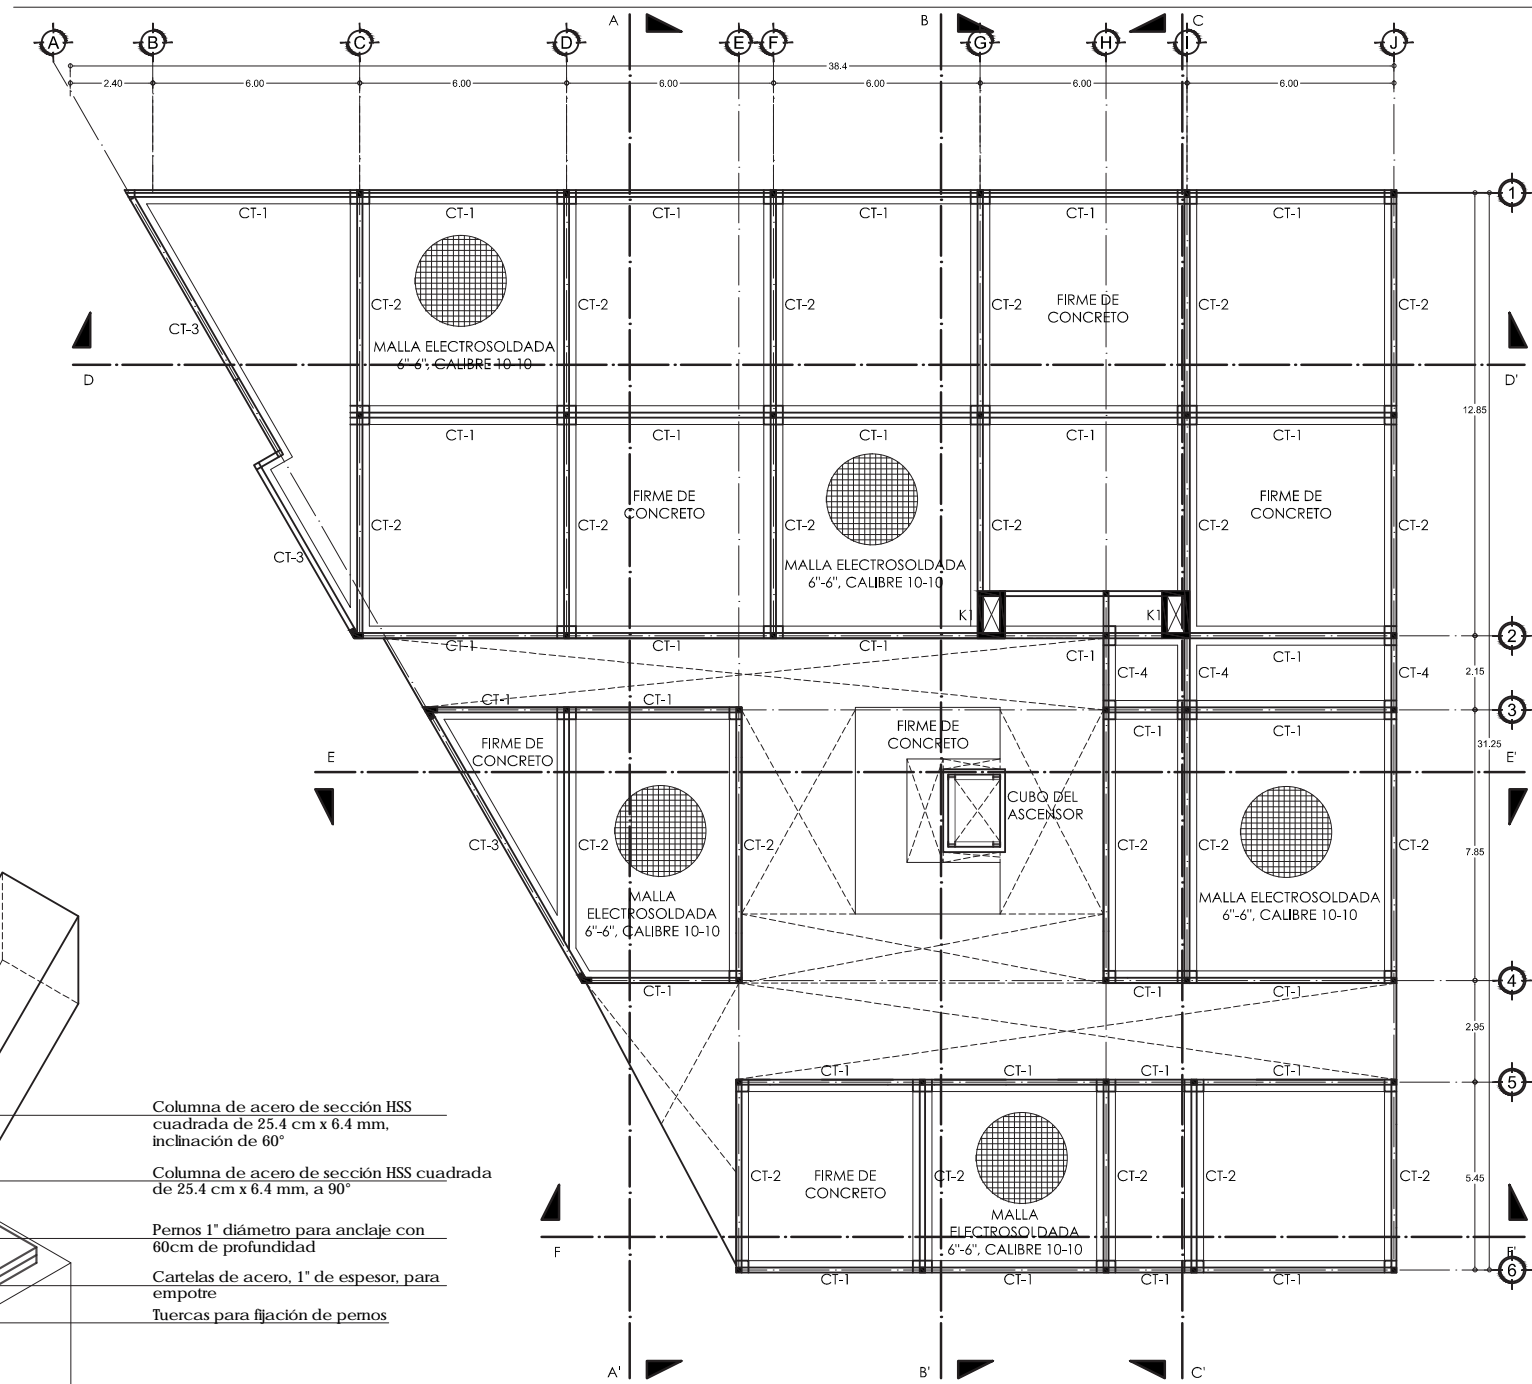 A
B
C
A
B
C
D
E
F
G
H
I
J
38.4
2.40
6.00
6.00
6.00
6.00
6.00
6.00
1
CT-1
CT-1
CT-1
CT-1
CT-1
CT-1
CT-2
CT-2
CT-2
CT-2
FIRME DE
CONCRETO
CT-2
CT-2
CT-3
MALLA ELECTROSOLDADA
6"-6", CALIBRE 10-10
D
D'
12.85
CT-1
CT-1
CT-1
CT-1
CT-1
FIRME DE
CONCRETO
FIRME DE
CONCRETO
CT-2
CT-2
CT-2
CT-2
CT-2
CT-2
CT-3
MALLA ELECTROSOLDADA
6"-6", CALIBRE 10-10
K1
K1
2
CT-1
CT-1
CT-1
CT-1
CT-1
CT-4
CT-4
CT-4
2.15
CT-1
CT-1
3
FIRME DE
CONCRETO
FIRME DE
CONCRETO
CT-1
CT-1
31.25
E
E'
CUBO DEL
ASCENSOR
CT-3
CT-2
CT-2
CT-2
CT-2
CT-2
7.85
MALLA
ELECTROSOLDADA
6"-6", CALIBRE 10-10
MALLA ELECTROSOLDADA
6"-6", CALIBRE 10-10
4
CT-1
CT-1
CT-1
2.95
CT-1
CT-1
CT-1
5
FIRME DE
CONCRETO
CT-2
CT-2
CT-2
CT-2
CT-2
5.45
MALLA
ELECTROSOLDADA
6"-6", CALIBRE 10-10
F
F'
6
CT-1
CT-1
CT-1
CT-1
A'
B'
C'
Columna de acero de sección HSS
cuadrada de 25.4 cm x 6.4 mm,
inclinación de 60°
Columna de acero de sección HSS cuadrada
de 25.4 cm x 6.4 mm, a 90°
Pernos 1" diámetro para anclaje con
60cm de profundidad
Cartelas de acero, 1" de espesor, para
empotre
Tuercas para fijación de pernos